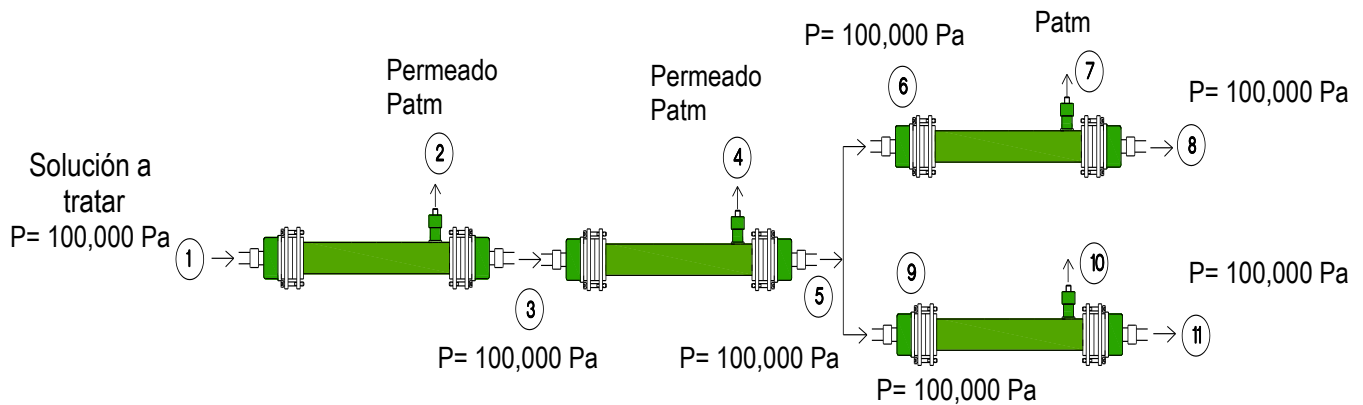 Patm
P= 100,000 Pa
6
7
P= 100,000 Pa
Permeado
Patm
Permeado
Patm
2
4
8
Solución a
tratar
P= 100,000 Pa
1
3
5
9
10
P= 100,000 Pa
11
P= 100,000 Pa
P= 100,000 Pa
P= 100,000 Pa